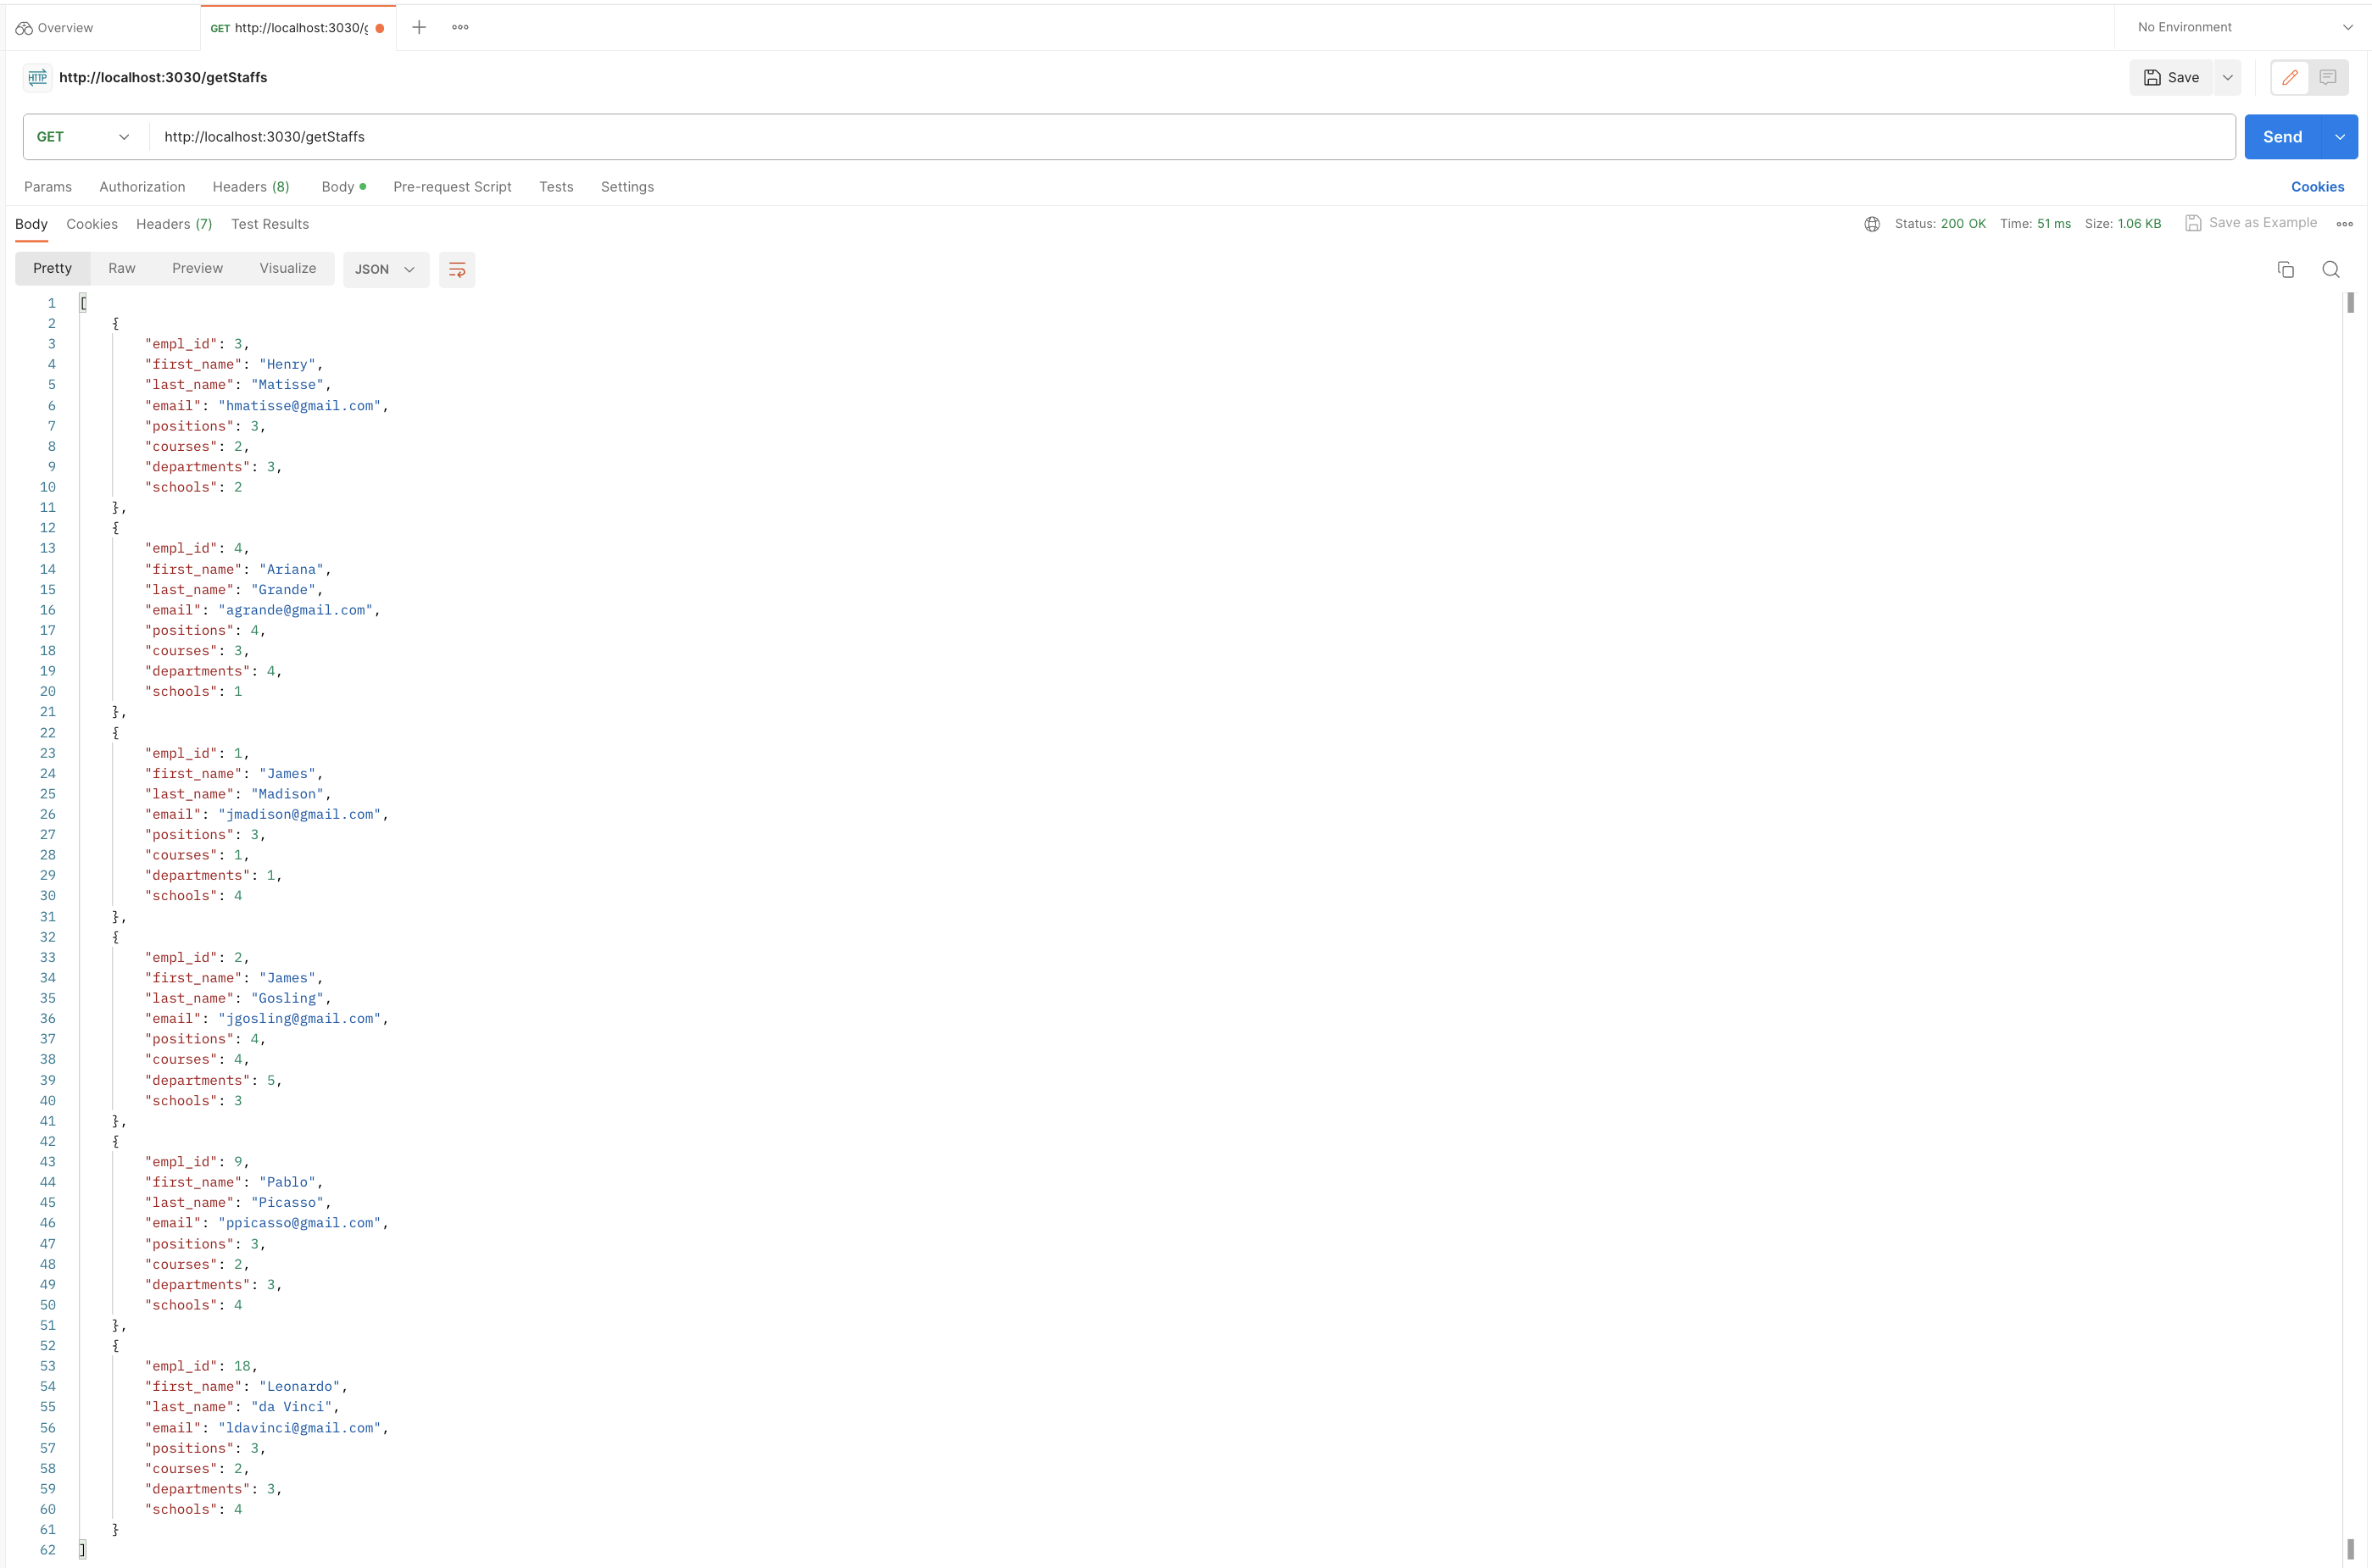 Overview
GET http://localhost:3030/g
No Environment
HTTP http://localhost:3030/getStaffs
Save
GET http://localhost:3030/getStaffs Send
Params Authorization Headers (8) Body Pre-request Script Tests Settings Cookies
Body Cookies Headers (7) Test Results Status: 200 OK Time: 51 ms Size: 1.06 KB Save as Example
Pretty Raw Preview Visualize JSON
1 [
2 {
3 "empl_id": 3,
4 "first_name": "Henry",
5 "last_name": "Matisse",
6 "email": "hmatisse@gmail.com",
7 "positions": 3,
8 "courses": 2,
9 "departments": 3,
10 "schools": 2
11 },
12 {
13 "empl_id": 4,
14 "first_name": "Ariana",
15 "last_name": "Grande",
16 "email": "agrande@gmail.com",
17 "positions": 4,
18 "courses": 3,
19 "departments": 4,
20 "schools": 1
21 },
22 {
23 "empl_id": 1,
24 "first_name": "James",
25 "last_name": "Madison",
26 "email": "jmadison@gmail.com",
27 "positions": 3,
28 "courses": 1,
29 "departments": 1,
30 "schools": 4
31 },
32 {
33 "empl_id": 2,
34 "first_name": "James",
35 "last_name": "Gosling",
36 "email": "jgosling@gmail.com",
37 "positions": 4,
38 "courses": 4,
39 "departments": 5,
40 "schools": 3
41 },
42 {
43 "empl_id": 9,
44 "first_name": "Pablo",
45 "last_name": "Picasso",
46 "email": "ppicasso@gmail.com",
47 "positions": 3,
48 "courses": 2,
49 "departments": 3,
50 "schools": 4
51 },
52 {
53 "empl_id": 18,
54 "first_name": "Leonardo",
55 "last_name": "da Vinci",
56 "email": "ldavinci@gmail.com",
57 "positions": 3,
58 "courses": 2,
59 "departments": 3,
60 "schools": 4
61 }
62 ]